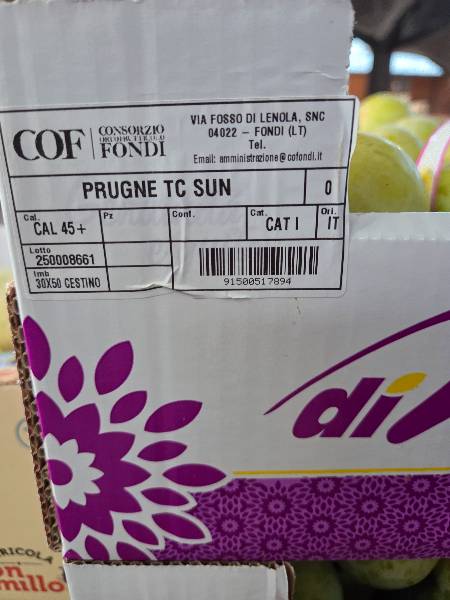 COF CONSORZIO
ORTOFRUTTICOLO
FONDI
VIA FOSSO DI LENOLA, SNC
04022 – FONDI (LT)
Tel.
Email: amministrazione@cofondi.it
PRUGNE TC SUN 0
Cal. CAL 45+
Pz
Conf.
Cat. CAT I
Ori. IT
Lotto
250008661
Imb
30X50 CESTINO
91500517894
di